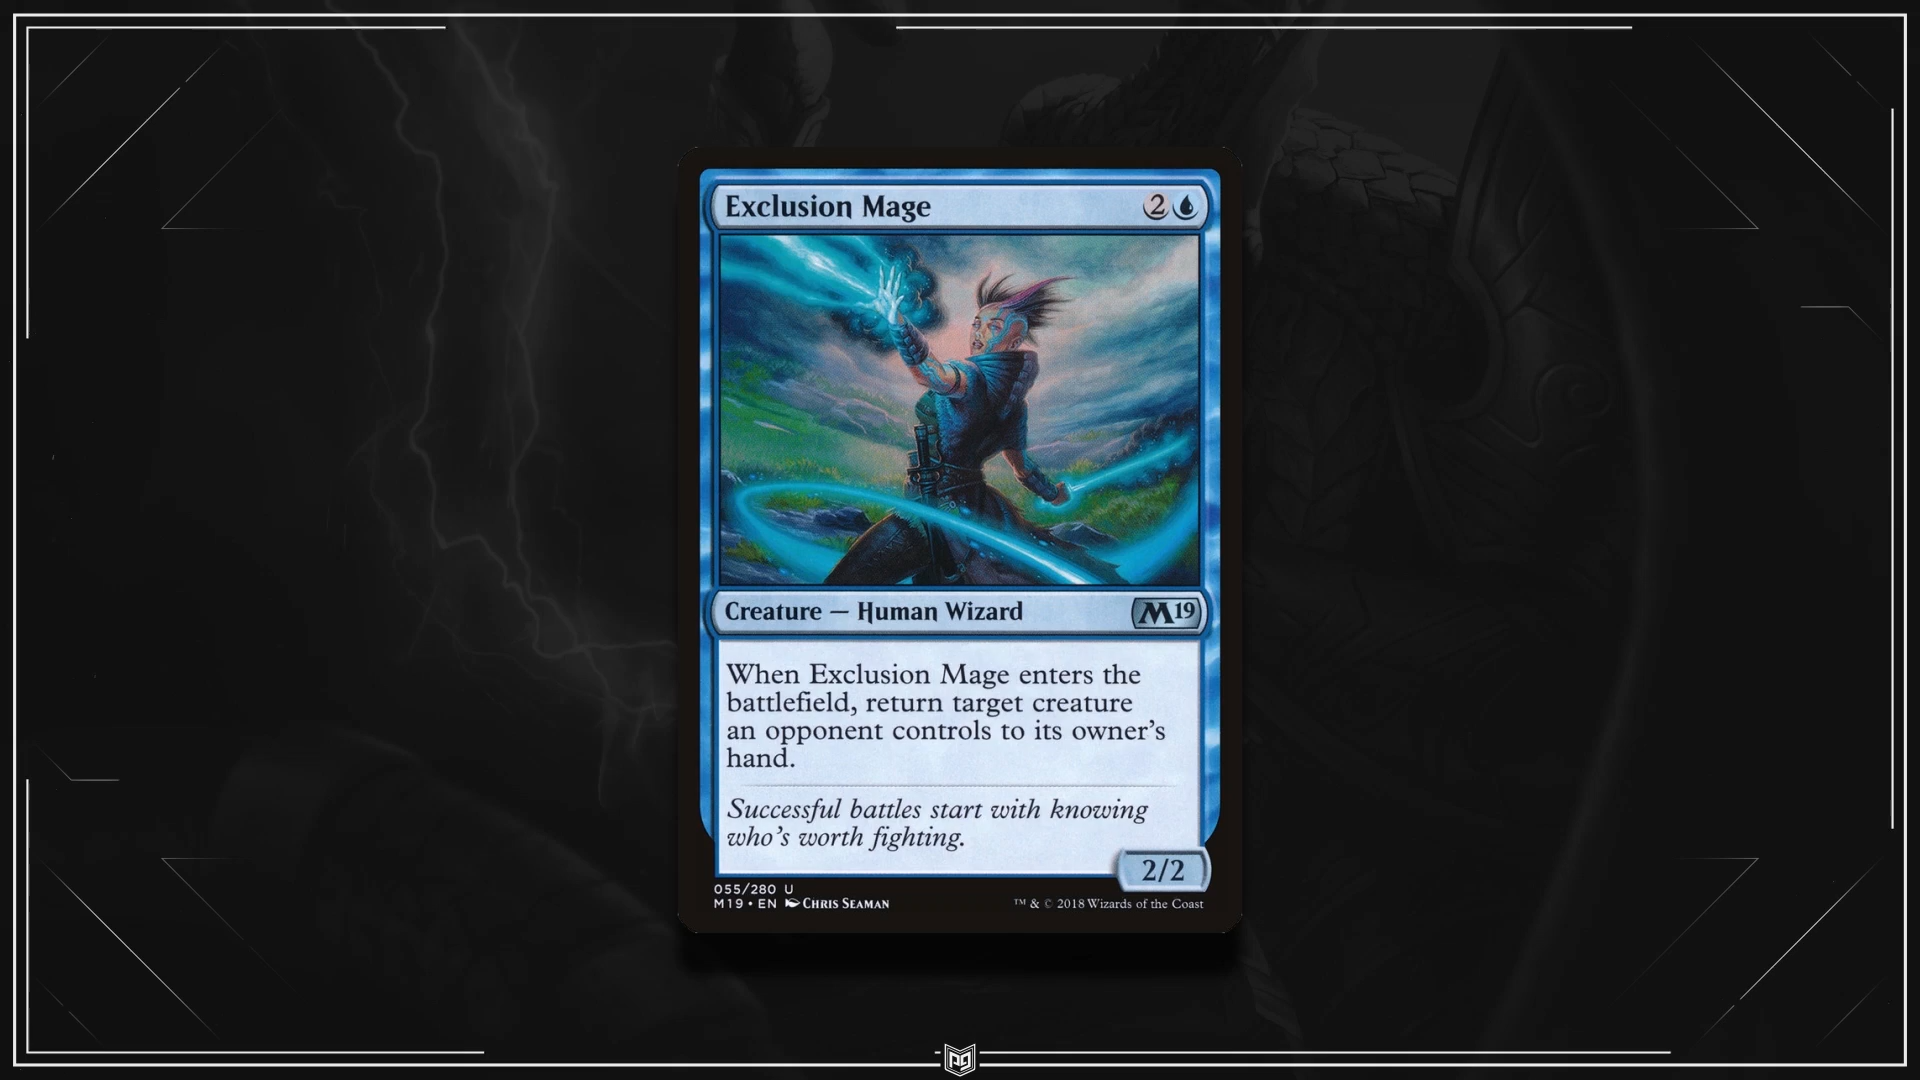 Exclusion Mage 2
Creature — Human Wizard M19
When Exclusion Mage enters the
battlefield, return target creature
an opponent controls to its owner's
hand.
Successful battles start with knowing
who's worth fighting.
2/2
055/280 U
M19 • EN Chris Seaman
™ & © 2018 Wizards of the Coast